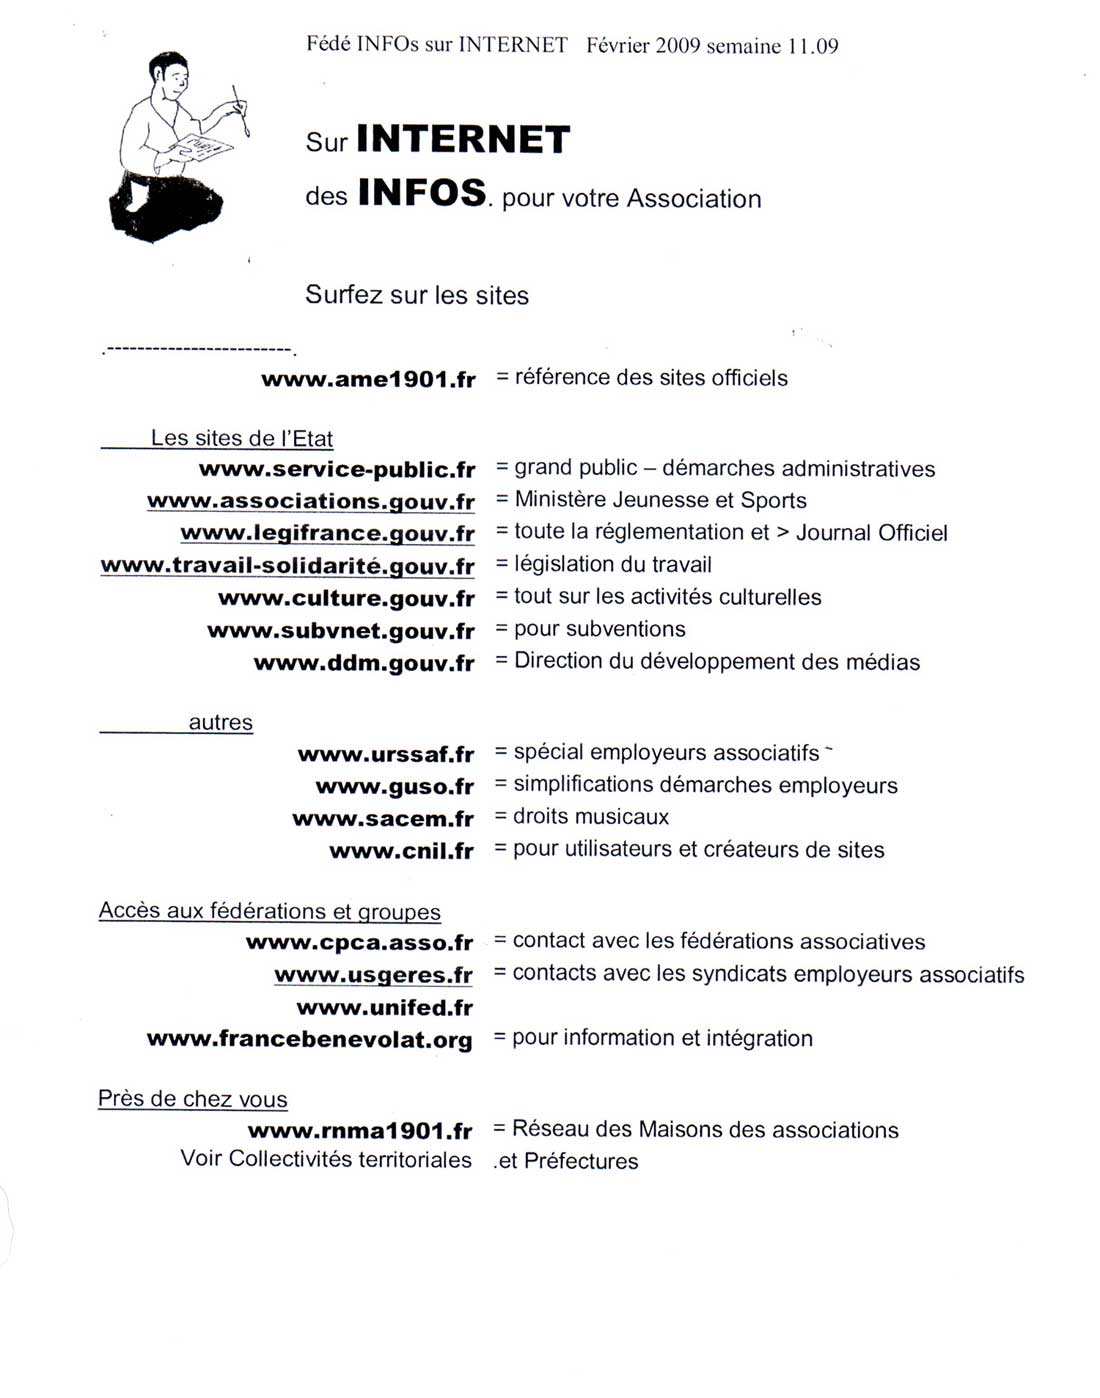 Fédé INFOs sur INTERNET Février 2009 semaine 11.09
Sur INTERNET
des INFOS. pour votre Association
Surfez sur les sites
.------------------------.
www.ame1901.fr = référence des sites officiels
Les sites de l'Etat
www.service-public.fr = grand public – démarches administratives
www.associations.gouv.fr = Ministère Jeunesse et Sports
www.legifrance.gouv.fr = toute la réglementation et > Journal Officiel
www.travail-solidarité.gouv.fr = législation du travail
www.culture.gouv.fr = tout sur les activités culturelles
www.subvnet.gouv.fr = pour subventions
www.ddm.gouv.fr = Direction du développement des médias
autres
www.urssaf.fr = spécial employeurs associatifs
www.guso.fr = simplifications démarches employeurs
www.sacem.fr = droits musicaux
www.cnil.fr = pour utilisateurs et créateurs de sites
Accès aux fédérations et groupes
www.cpca.asso.fr = contact avec les fédérations associatives
www.usgeres.fr = contacts avec les syndicats employeurs associatifs
www.unifed.fr
www.francebenevolat.org = pour information et intégration
Près de chez vous
www.rnma1901.fr = Réseau des Maisons des associations
Voir Collectivités territoriales .et Préfectures